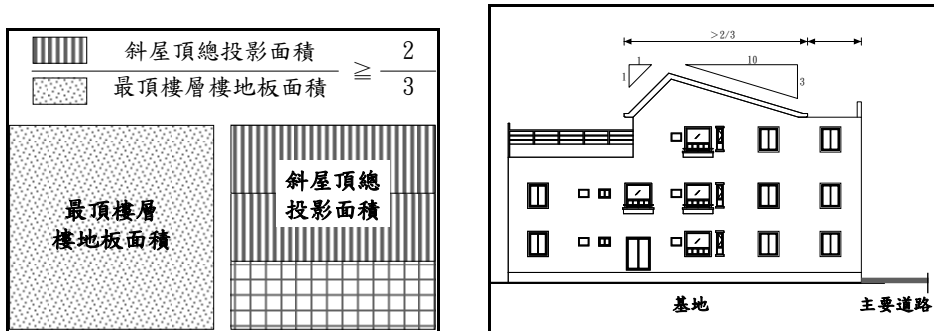 斜屋頂總投影面積
最頂樓層樓地板面積
≧ 2
3
最頂樓層
樓地板面積
斜屋頂總
投影面積
>2/3
1
1
10
3
基地
主要道路